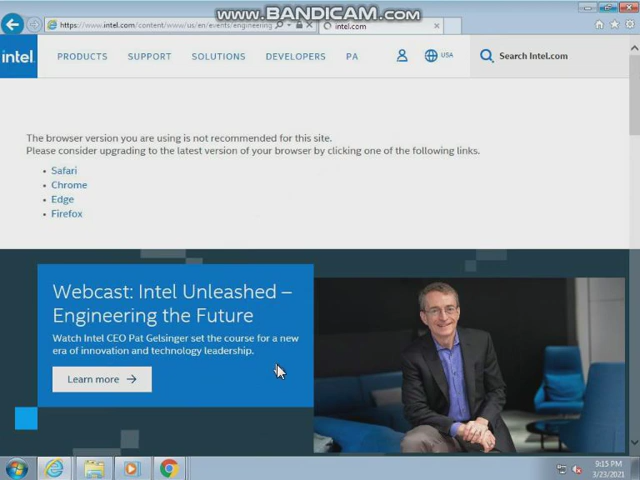 www.BANDICAM.com
https://www.intel.com/content/www/us/en/events/engineering
intel.com
intel.
PRODUCTS
SUPPORT
SOLUTIONS
DEVELOPERS
PA
USA
Search Intel.com
The browser version you are using is not recommended for this site.
Please consider upgrading to the latest version of your browser by clicking one of the following links.
Safari
Chrome
Edge
Firefox
Webcast: Intel Unleashed –
Engineering the Future
Watch Intel CEO Pat Gelsinger set the course for a new
era of innovation and technology leadership.
Learn more
9:15 PM
3/23/2021